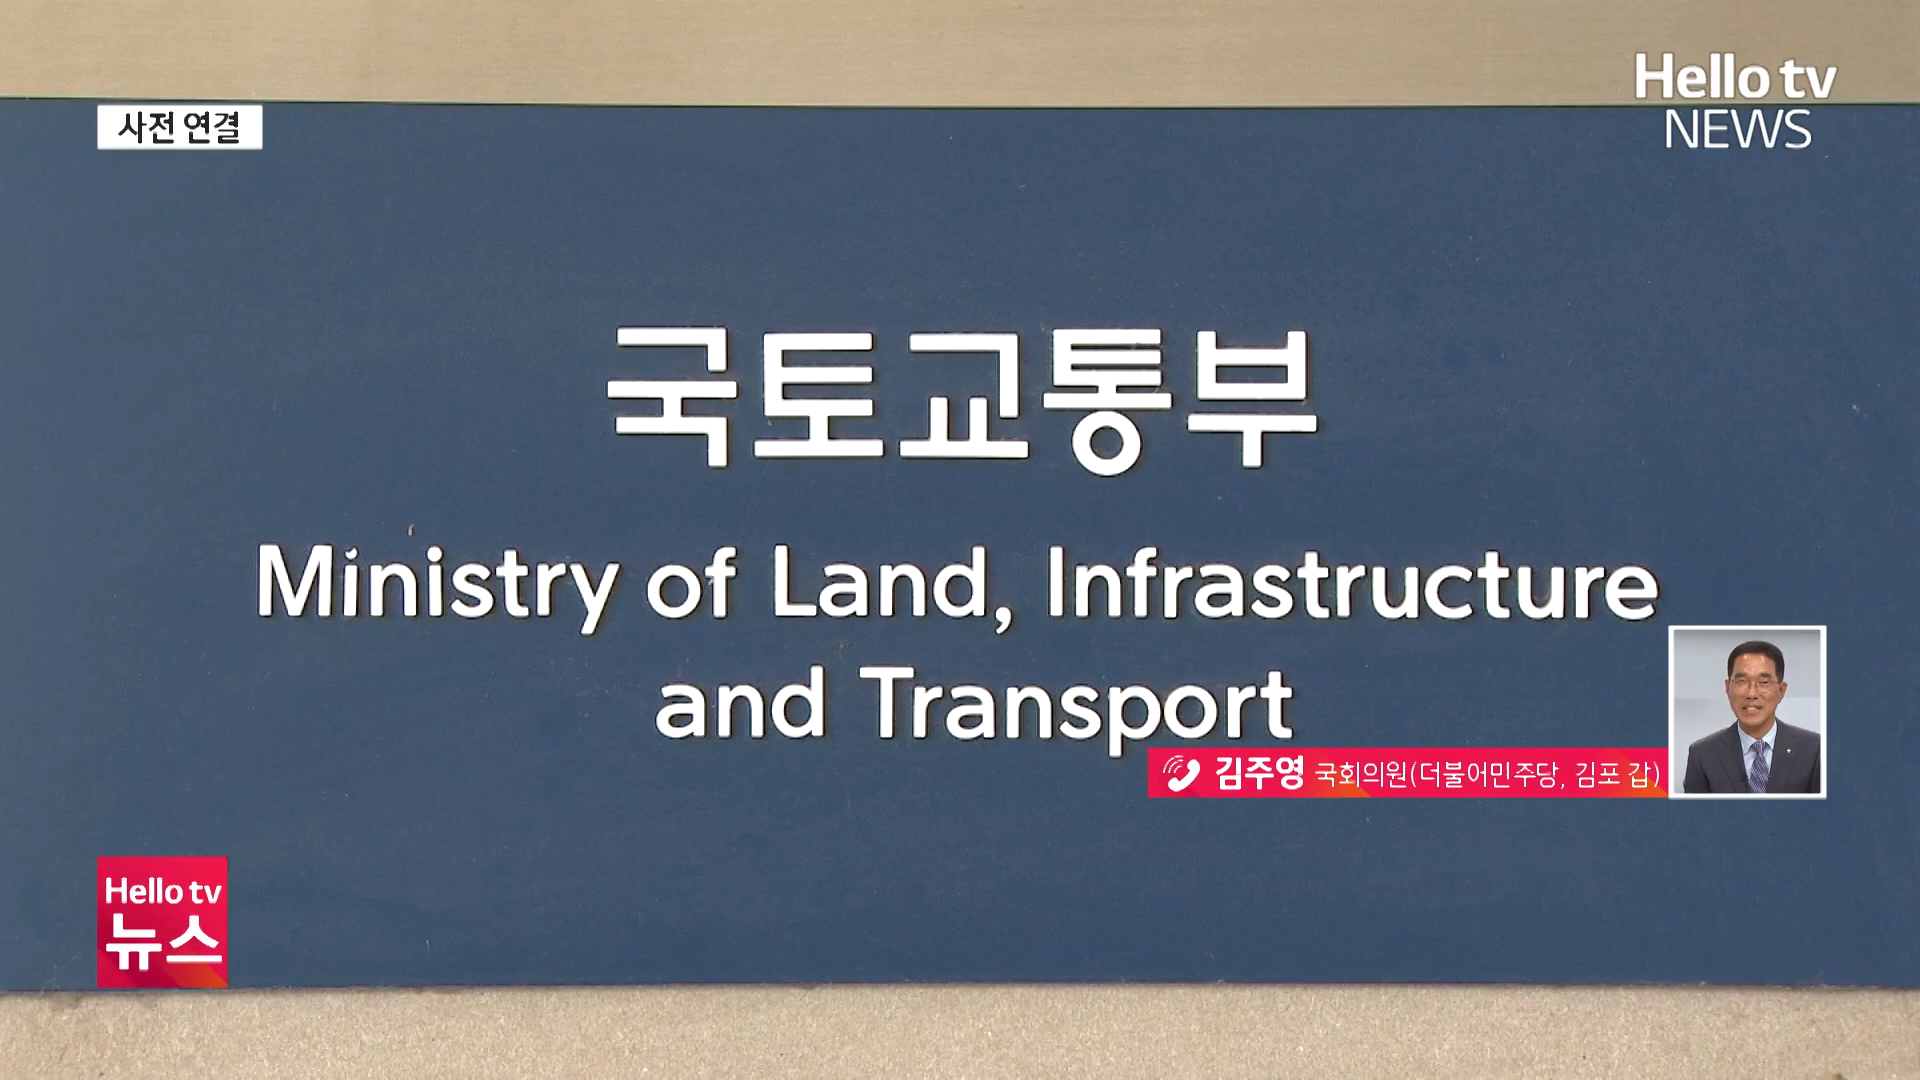 사전 연결
Hello tv
NEWS
국토교통부
Ministry of Land, Infrastructure
and Transport
김주영 국회의원(더불어민주당, 김포 갑)
Hello tv
뉴스